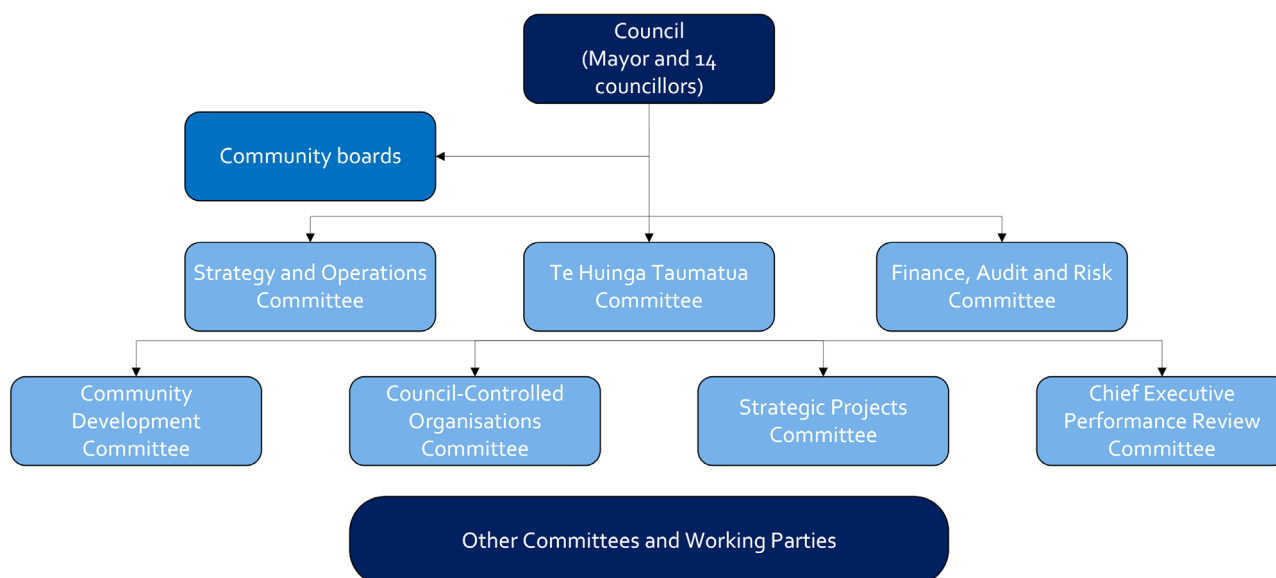 Council
(Mayor and 14
councillors)
Community boards
Strategy and Operations
Committee
Te Huinga Taumatua
Committee
Finance, Audit and Risk
Committee
Community
Development
Committee
Council-Controlled
Organisations
Committee
Strategic Projects
Committee
Chief Executive
Performance Review
Committee
Other Committees and Working Parties